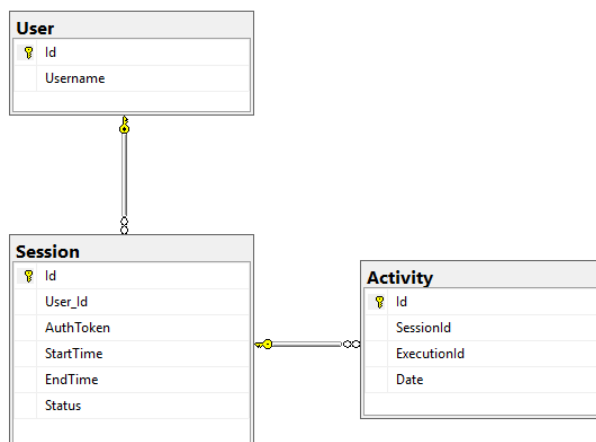 User
Id
Username
Session
Id
User_Id
AuthToken
StartTime
EndTime
Status
Activity
Id
SessionId
ExecutionId
Date